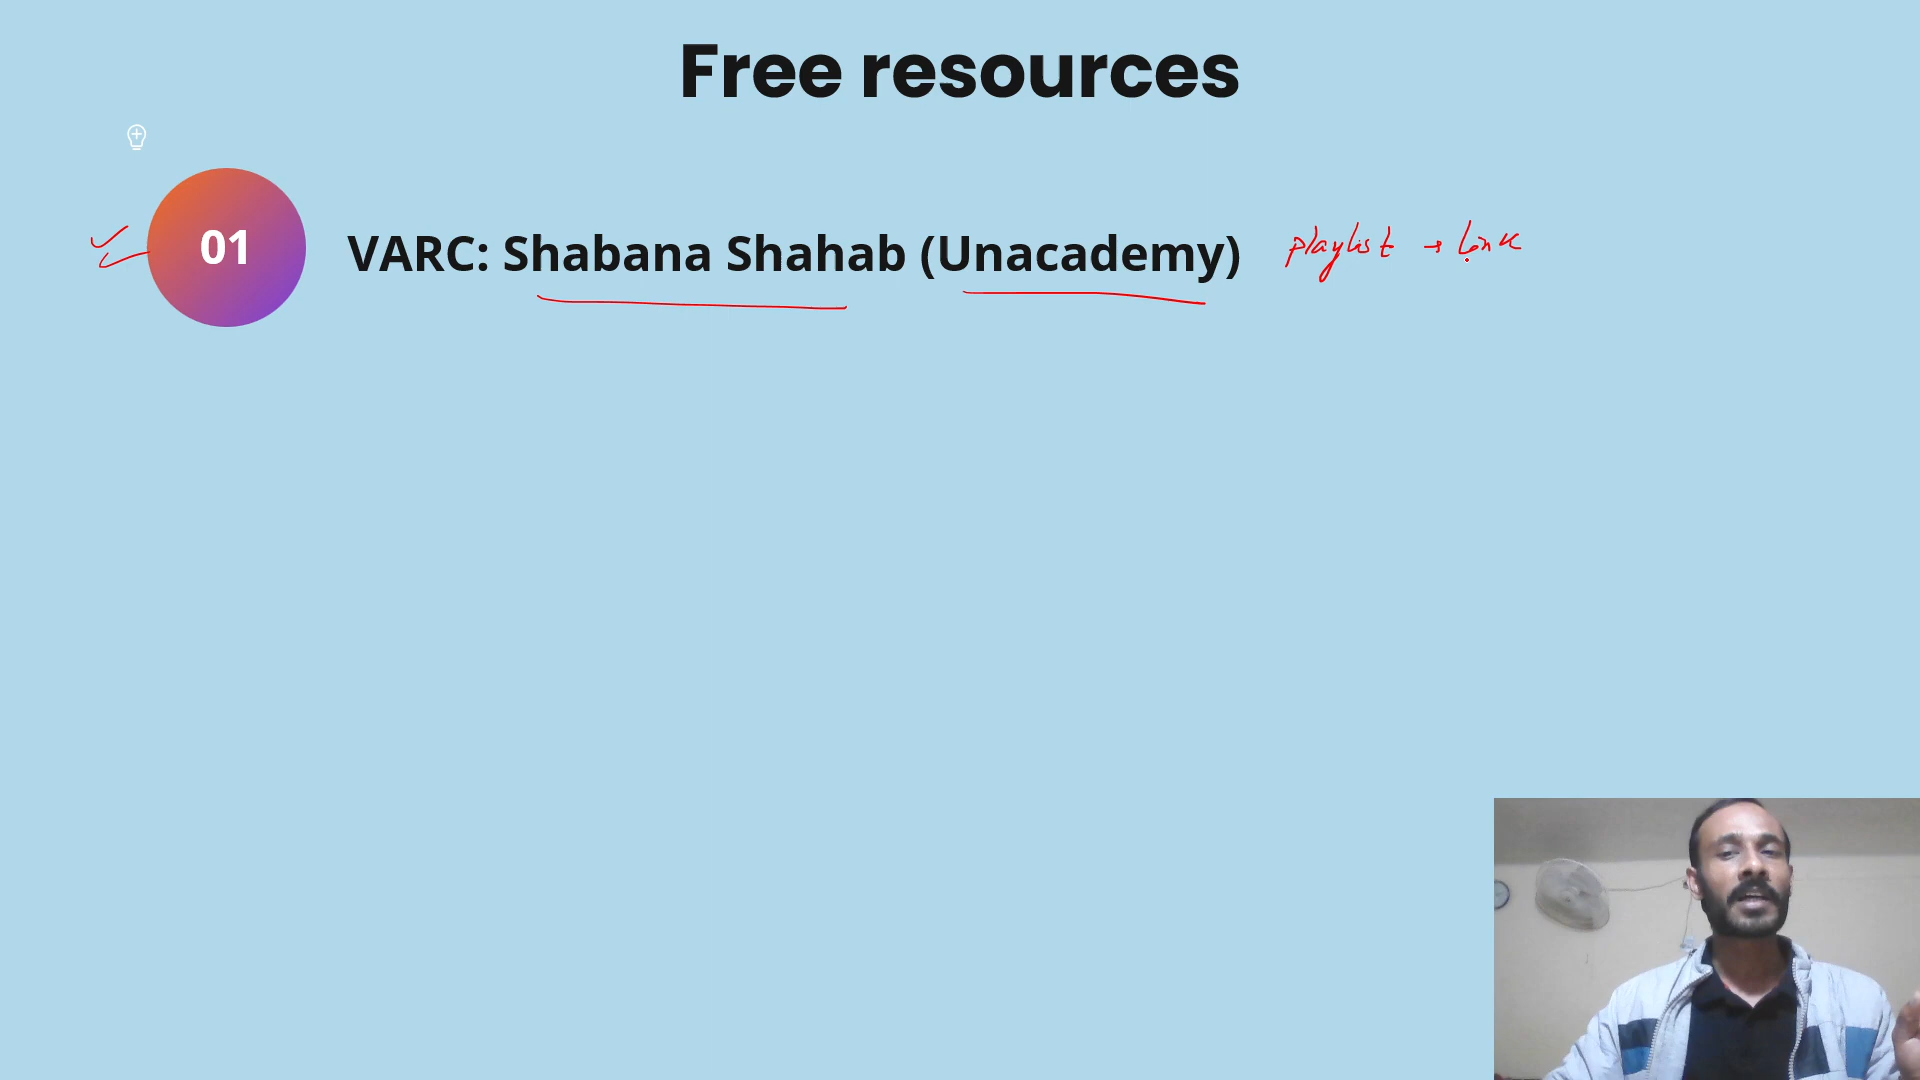 Free resources
01 VARC: Shabana Shahab (Unacademy) playlist → Link